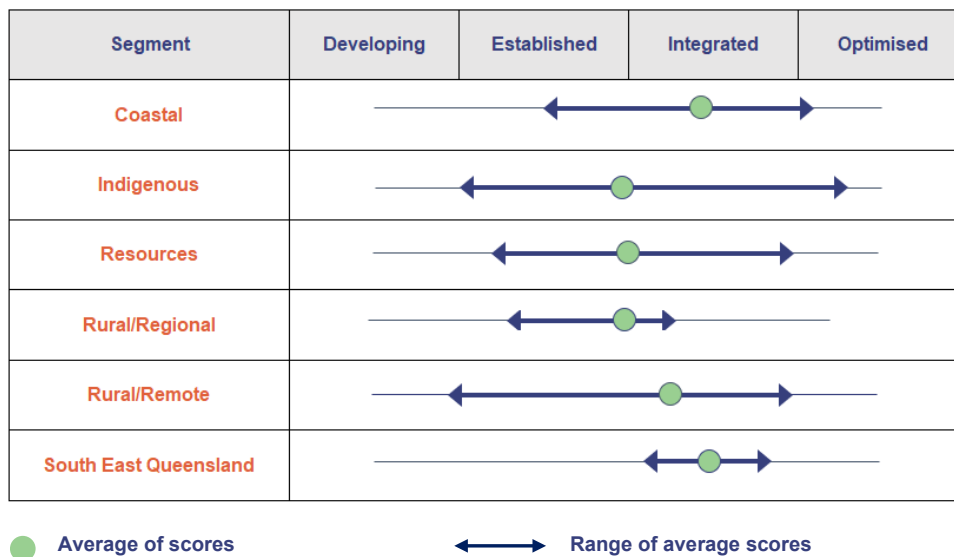 Segment Developing Established Integrated Optimised
Coastal
Indigenous
Resources
Rural/Regional
Rural/Remote
South East Queensland
Average of scores Range of average scores